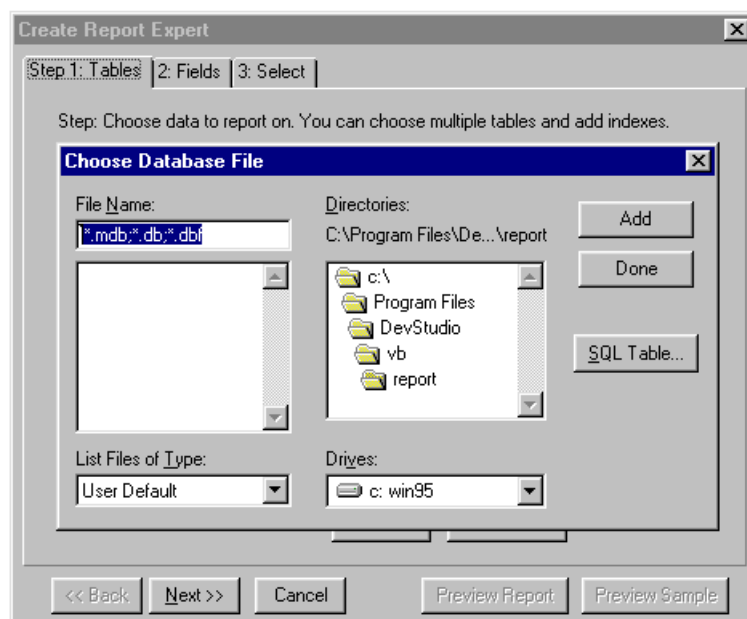 Create Report Expert
Step 1: Tables 2: Fields 3: Select
Step: Choose data to report on. You can choose multiple tables and add indexes.
Choose Database File
File Name:
*.mdb;*.db;*.dbf
Directories:
C:\Program Files\De...\report
c:\
Program Files
DevStudio
vb
report
Add
Done
SQL Table...
List Files of Type:
User Default
Drives:
c: win95
<< Back Next >> Cancel Preview Report Preview Sample